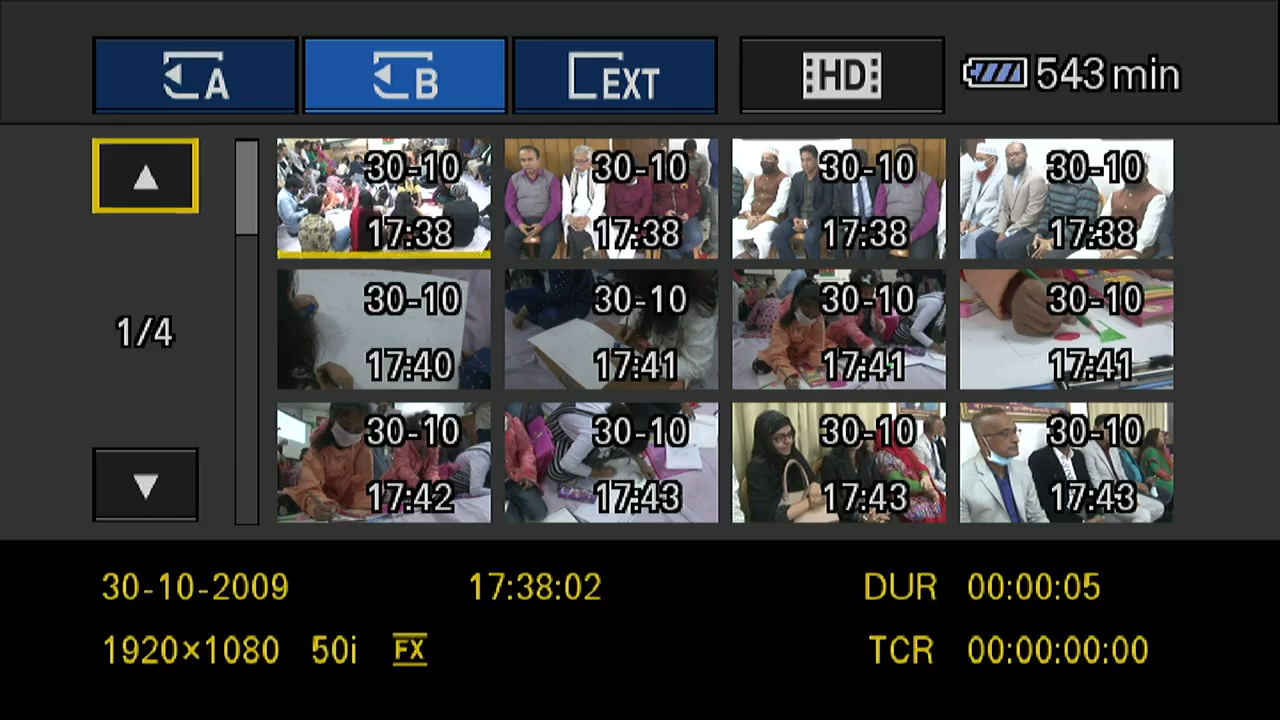 A B EXT HD 543 min
30-10 30-10 30-10 30-10
17:38 17:38 17:38 17:38
1/4
30-10 30-10 30-10 30-10
17:40 17:41 17:41 17:41
30-10 30-10 30-10 30-10
17:42 17:43 17:43 17:43
30-10-2009 17:38:02 DUR 00:00:05
1920×1080 50i FX TCR 00:00:00:00